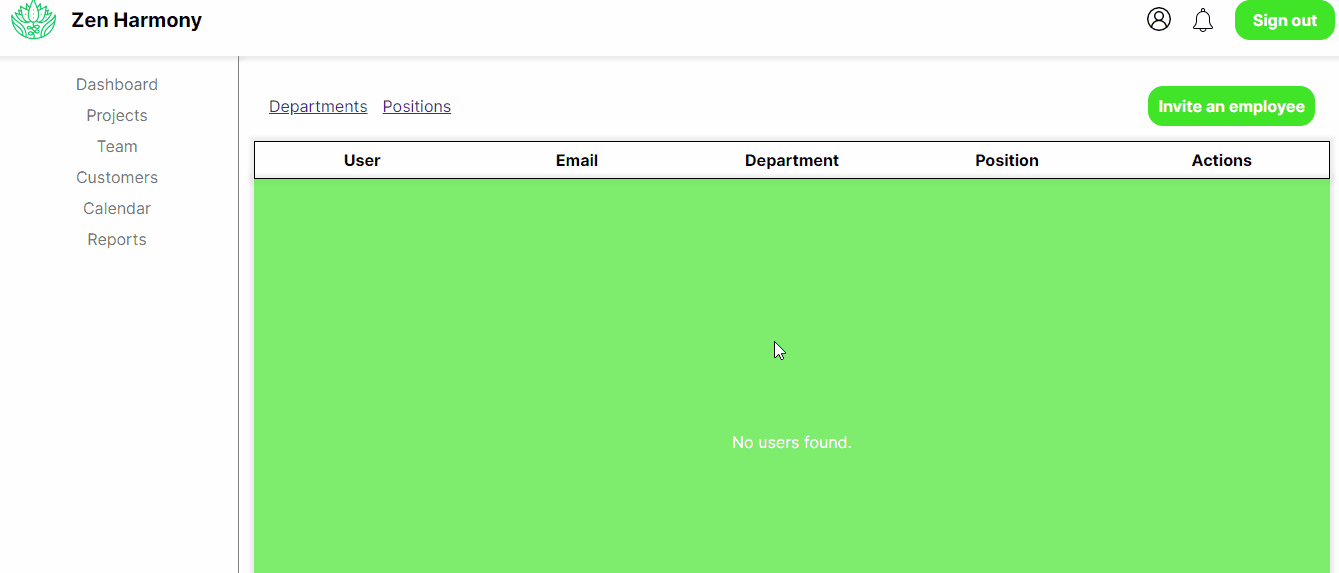 Zen Harmony
Sign out
Dashboard
Projects
Team
Customers
Calendar
Reports
Departments Positions
Invite an employee
User Email Department Position Actions
No users found.